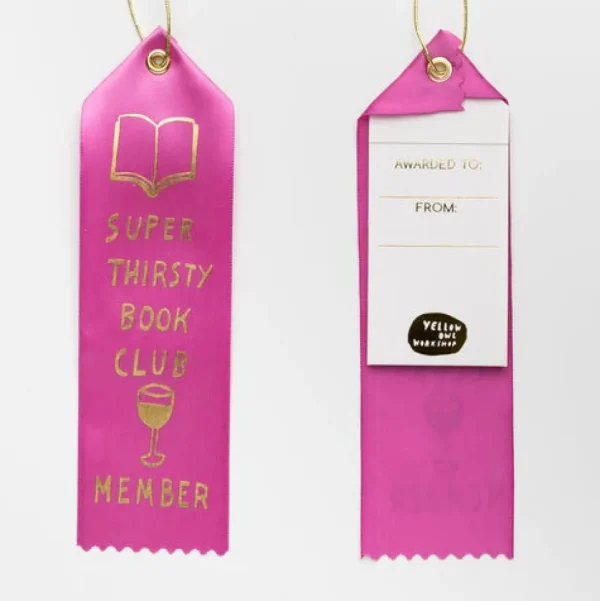 SUPER
THIRSTY
BOOK
CLUB
MEMBER
AWARDED TO:
FROM:
YELLOW
OWL
WORKSHOP